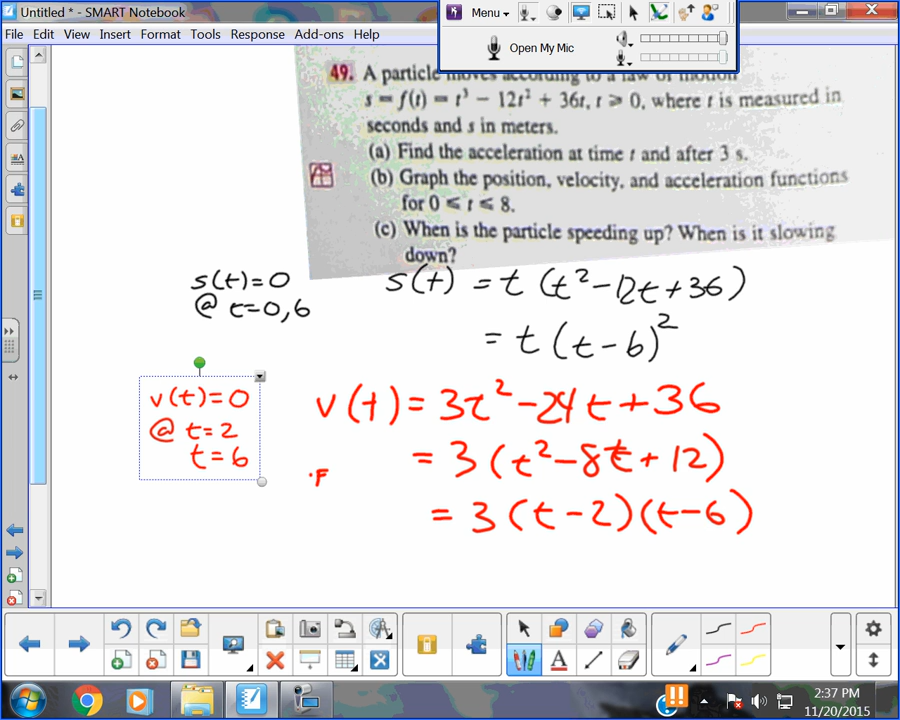 Untitled * - SMART Notebook
Menu
Open My Mic
File Edit View Insert Format Tools Response Add-ons Help
49. A particle moves according to a law of motion
s = f(t) = t³ − 12t² + 36t, t ⩾ 0, where t is measured in
seconds and s in meters.
(a) Find the acceleration at time t and after 3 s.
(b) Graph the position, velocity, and acceleration functions
for 0 ⩽ t ⩽ 8.
(c) When is the particle speeding up? When is it slowing
down?
s(t)=0
@ t=0,6
s(t) = t (t²−12t+36)
= t (t−6)²
v(t)=0
@ t=2
t=6
v(t) = 3t²−24t+36
= 3(t²−8t+12)
= 3(t−2)(t−6)
2:37 PM
11/20/2015